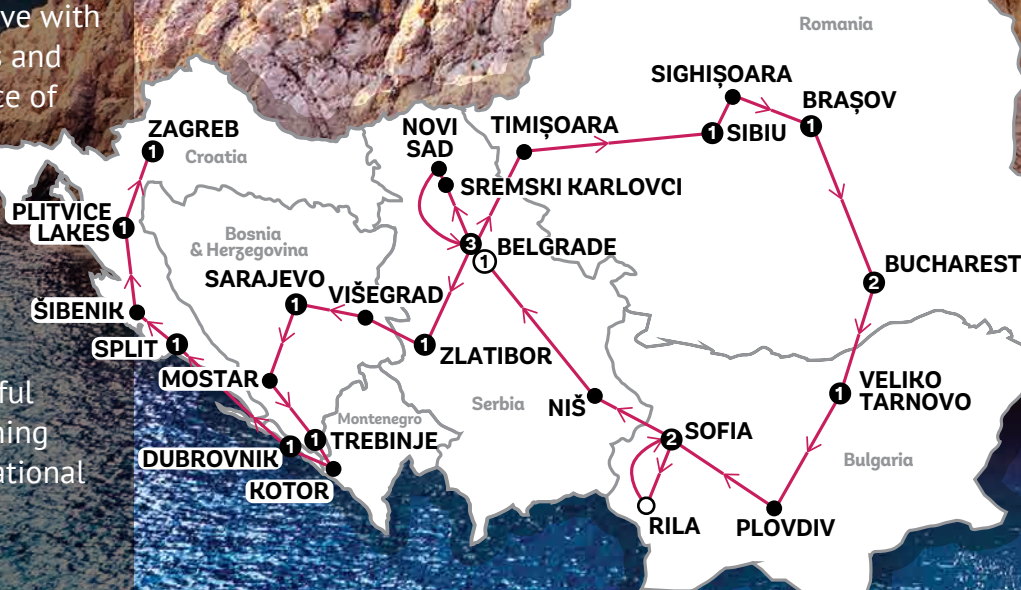 ve with
s and
ce of
ful
ning
ational
Romania
SIGHIȘOARA
BRAȘOV
1
TIMIȘOARA
1 SIBIU
NOVI
SAD
SREMSKI KARLOVCI
ZAGREB
1
Croatia
PLITVICE
LAKES 1
Bosnia
& Herzegovina
3 BELGRADE
1
BUCHAREST
2
SARAJEVO
1
VIŠEGRAD
ŠIBENIK
SPLIT 1
1 ZLATIBOR
MOSTAR
Serbia
NIŠ
1 VELIKO
TARNOVO
Montenegro
1 TREBINJE
DUBROVNIK 1
KOTOR
2 SOFIA
Bulgaria
RILA
PLOVDIV